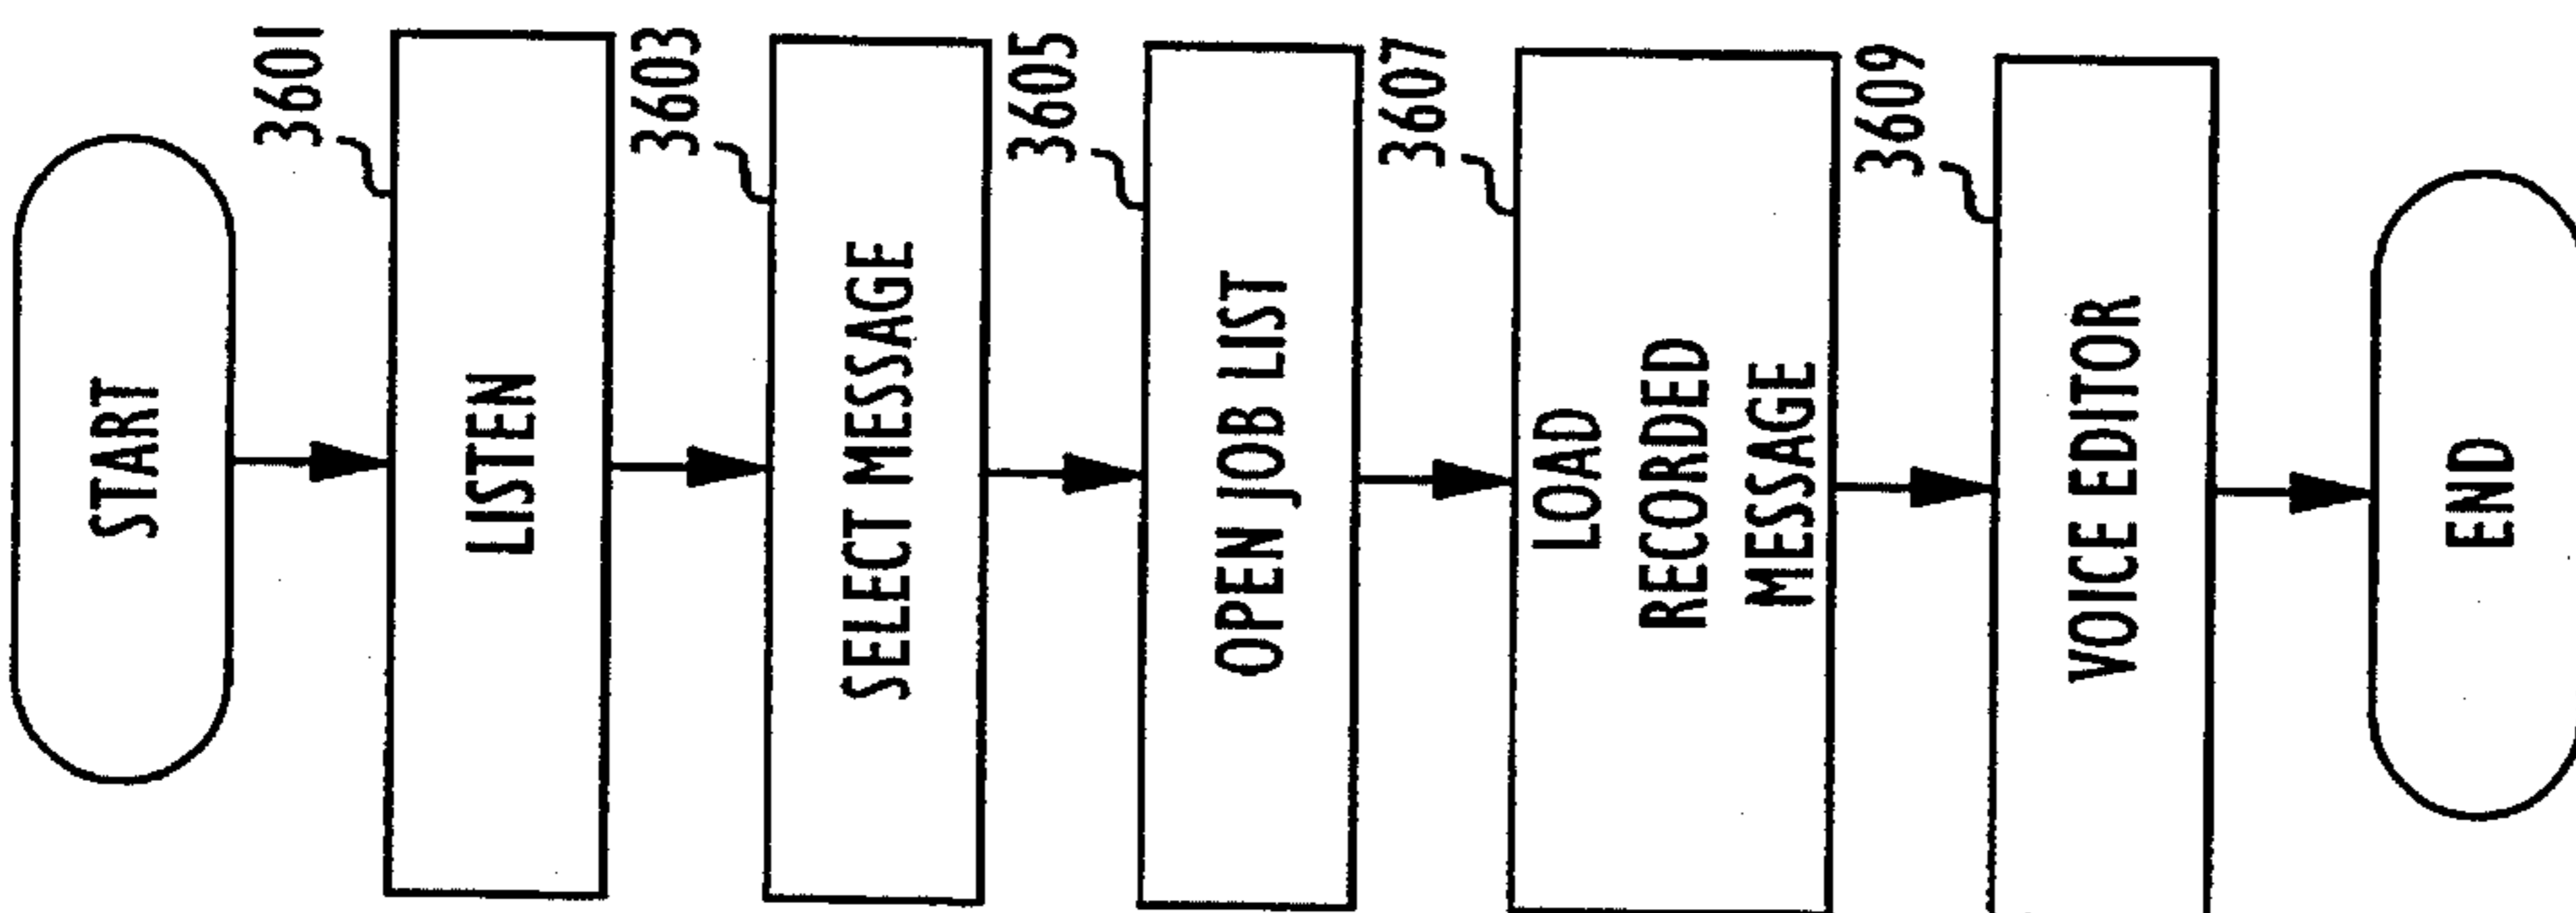 START
3601
LISTEN
3603
SELECT MESSAGE
3605
OPEN JOB LIST
3607
LOAD
RECORDED
MESSAGE
3609
VOICE EDITOR
END